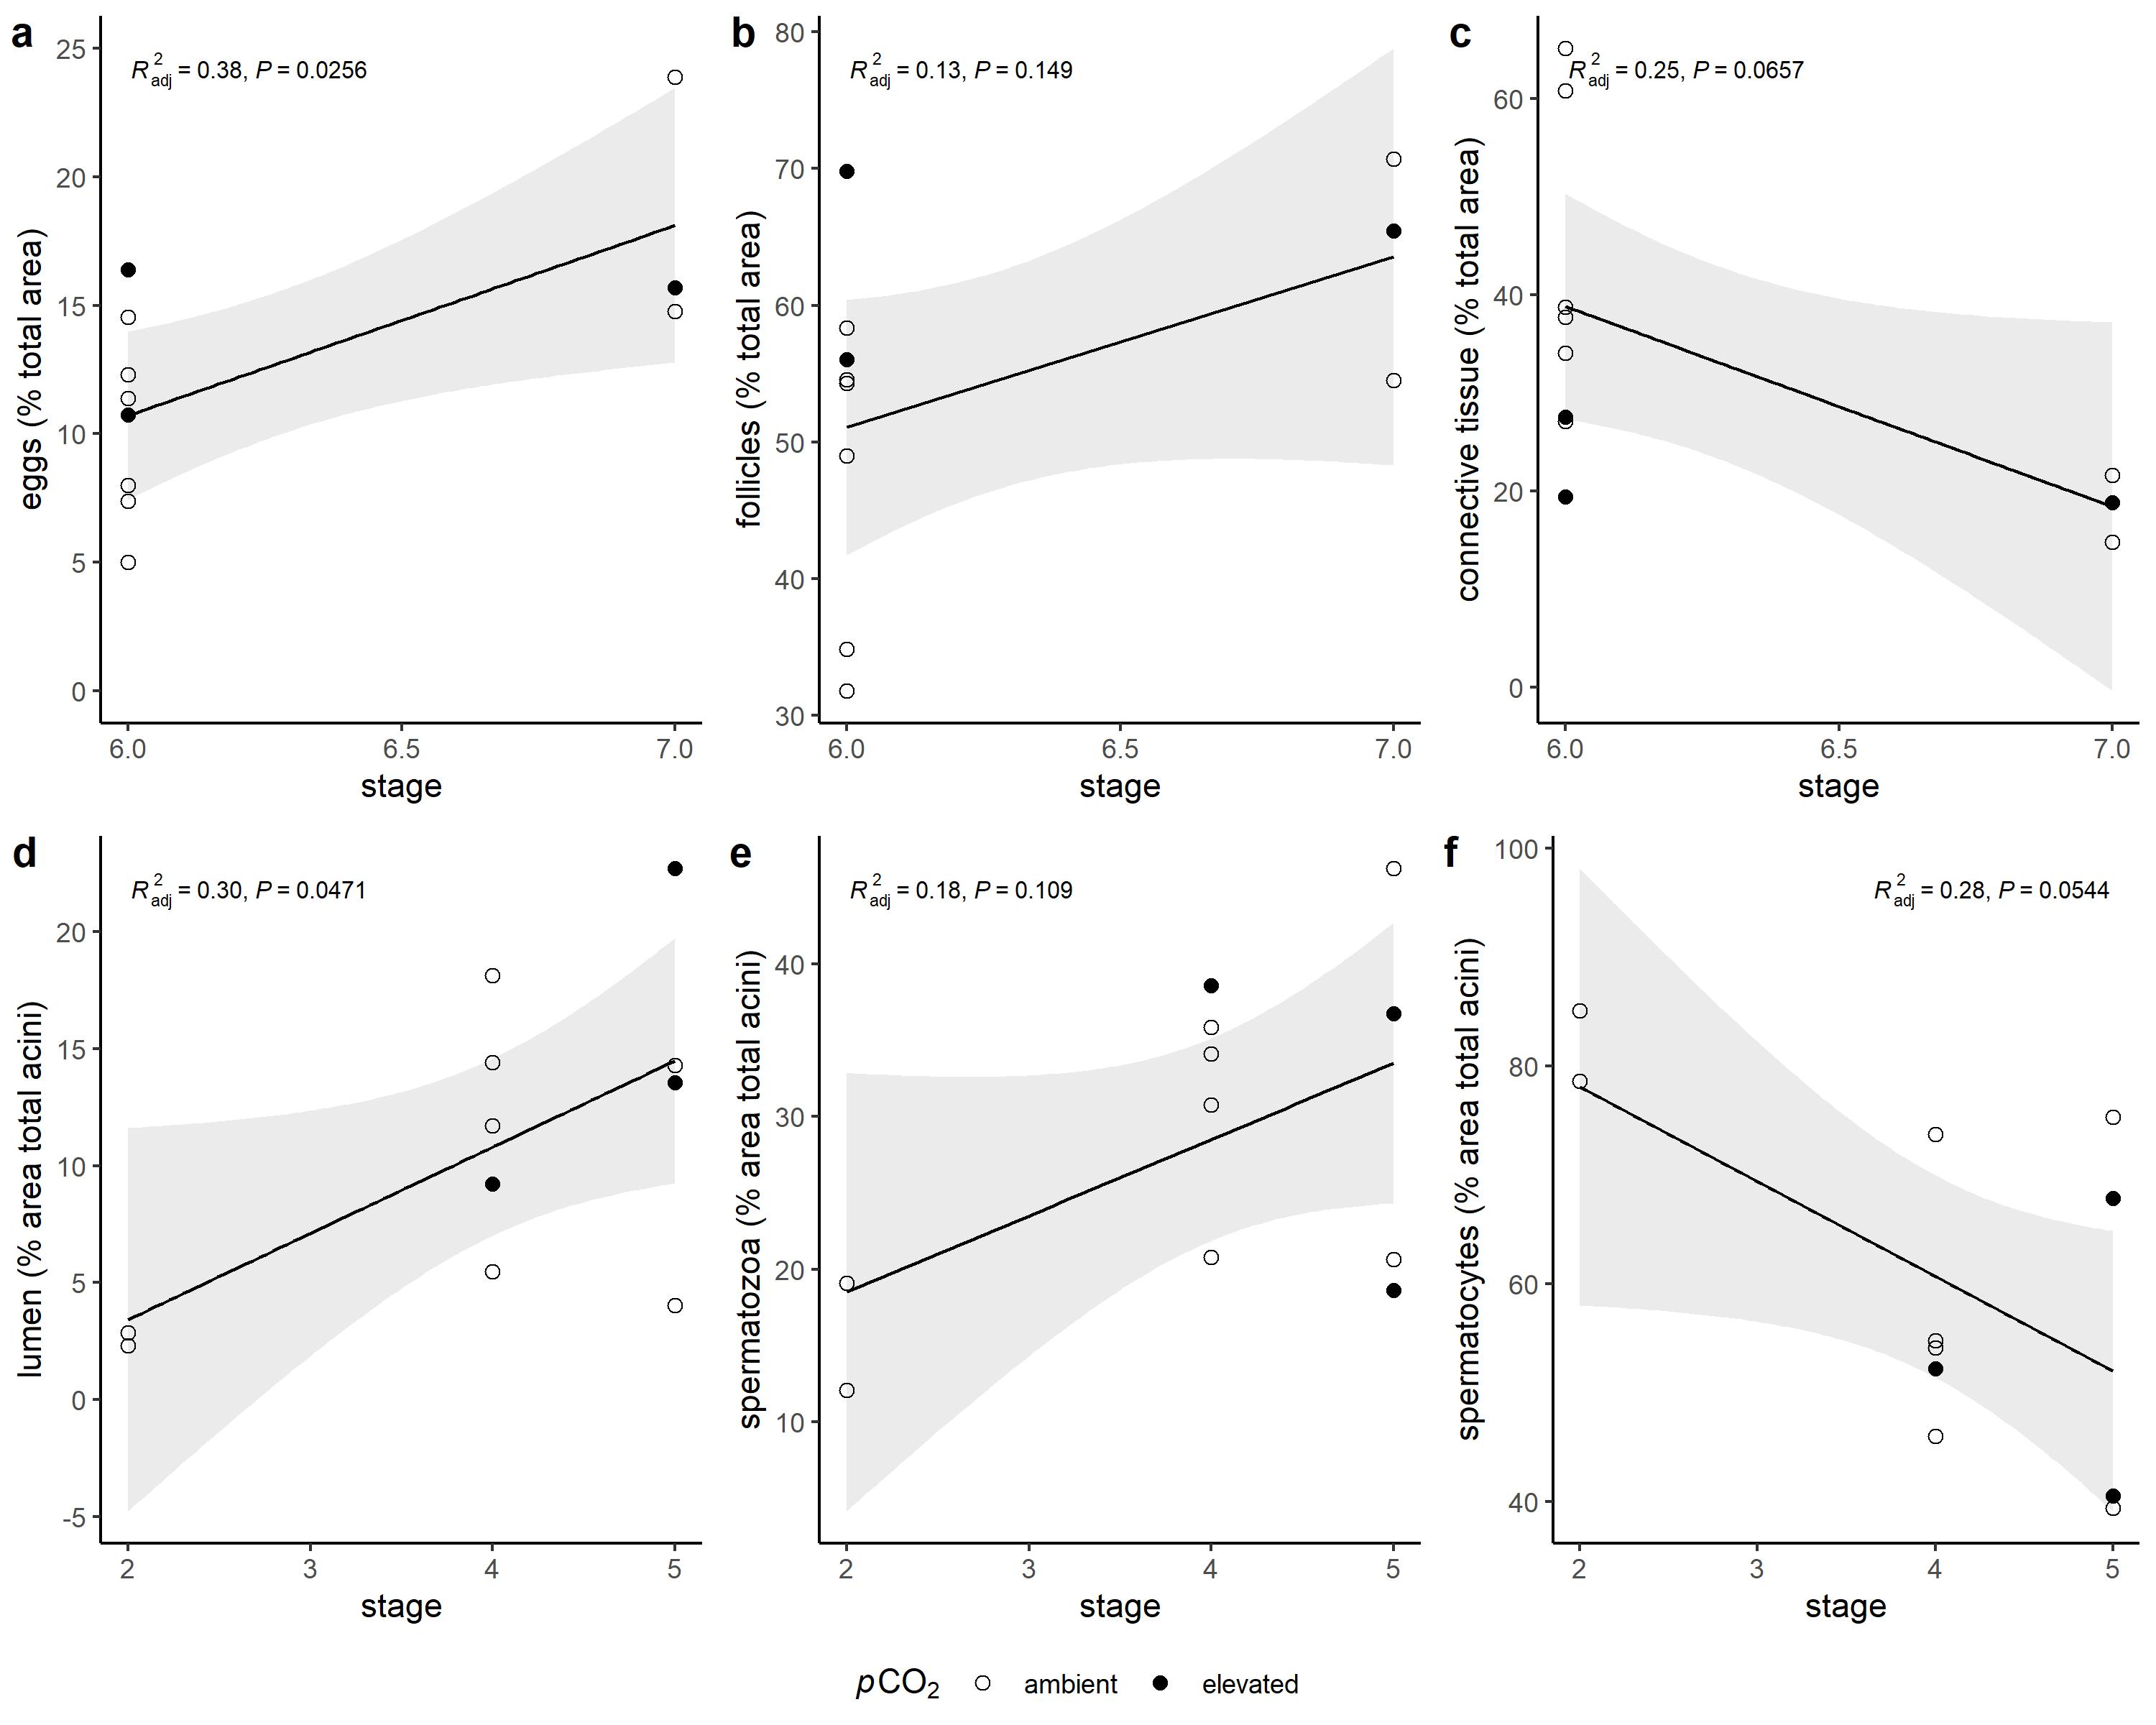 a
R²adj = 0.38, P = 0.0256
eggs (% total area)
25
20
15
10
5
0
6.0 6.5 7.0
stage
b
R²adj = 0.13, P = 0.149
follicles (% total area)
80
70
60
50
40
30
6.0 6.5 7.0
stage
c
R²adj = 0.25, P = 0.0657
connective tissue (% total area)
60
40
20
0
6.0 6.5 7.0
stage
d
R²adj = 0.30, P = 0.0471
lumen (% area total acini)
20
15
10
5
0
-5
2 3 4 5
stage
e
R²adj = 0.18, P = 0.109
spermatozoa (% area total acini)
40
30
20
10
2 3 4 5
stage
f
R²adj = 0.28, P = 0.0544
spermatocytes (% area total acini)
100
80
60
40
2 3 4 5
stage
pCO₂ ambient elevated